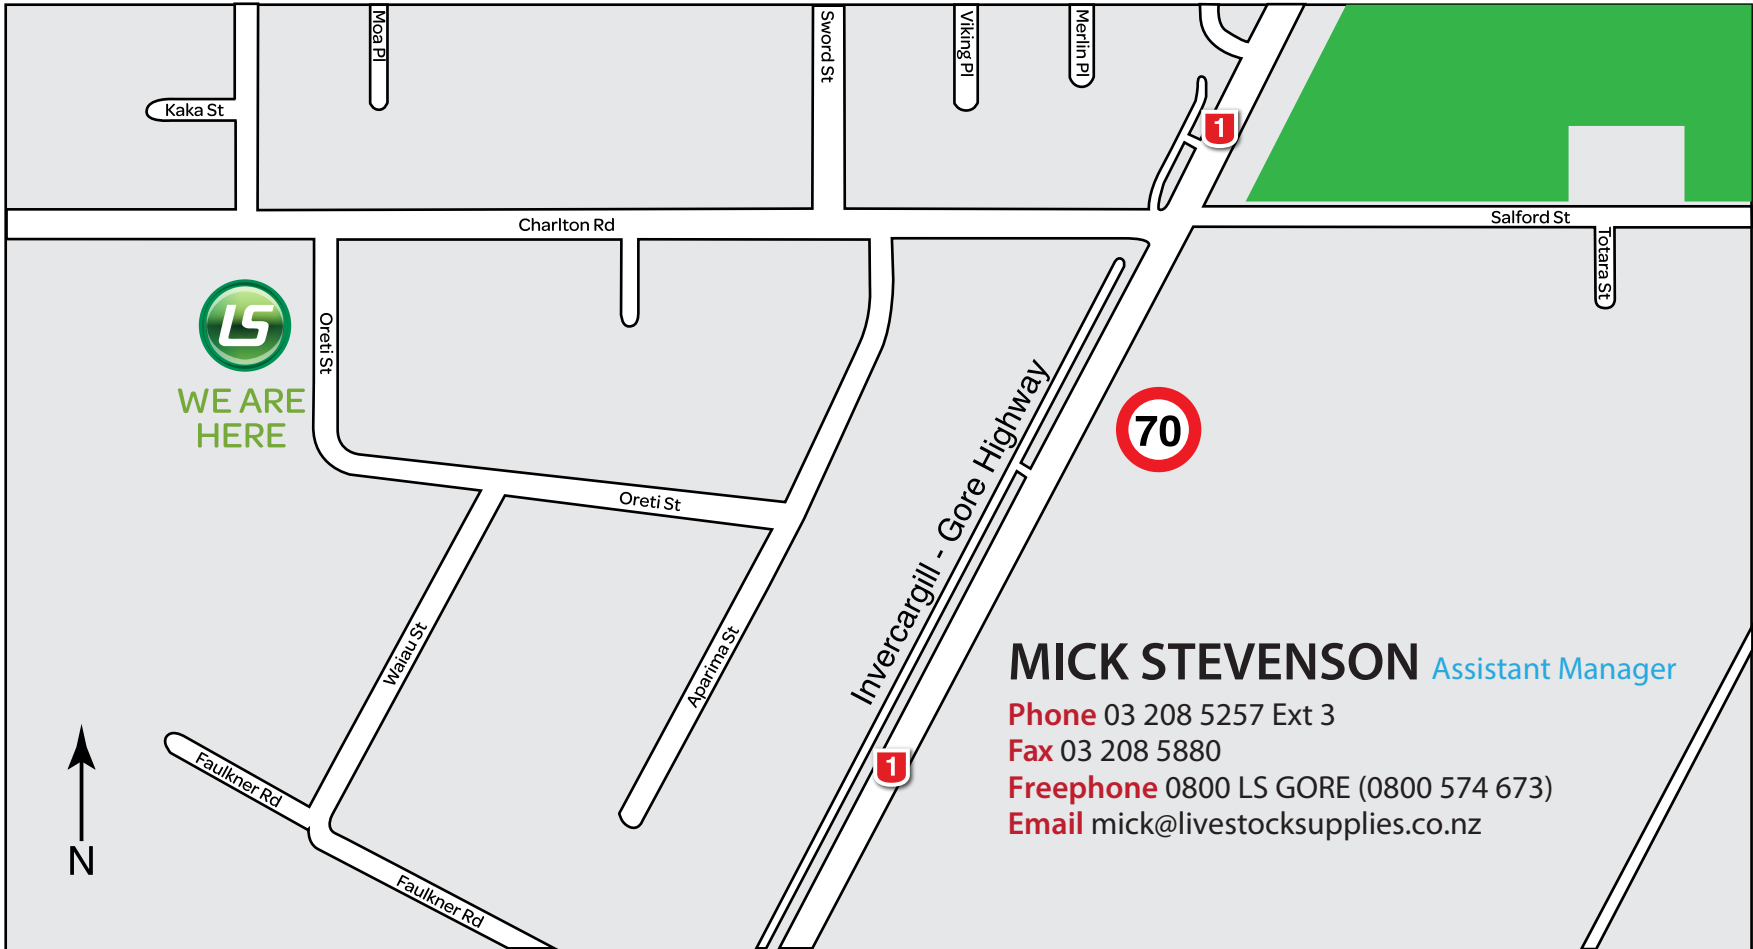 Moa Pl
Sword St
Viking Pl
Merlin Pl
Kaka St
1
Charlton Rd
Salford St
Totara St
LS
WE ARE
HERE
Oreti St
Invercargill - Gore Highway
70
Oreti St
Waiau St
Aparima St
MICK STEVENSON Assistant Manager
Phone 03 208 5257 Ext 3
Fax 03 208 5880
Freephone 0800 LS GORE (0800 574 673)
Email mick@livestocksupplies.co.nz
1
Faulkner Rd
N
Faulkner Rd